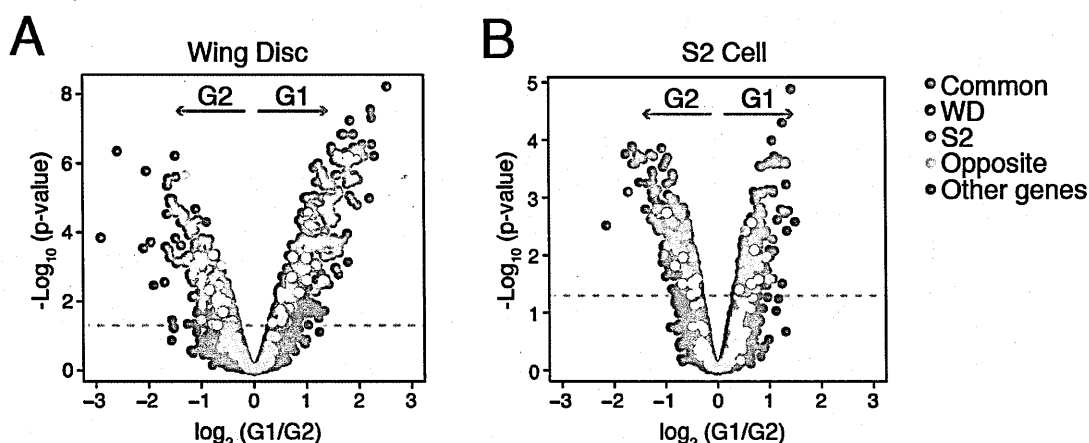 A
Wing Disc
G2 G1
8
6
4
2
0
-Log10 (p-value)
−3 −2 −1 0 1 2 3
log2 (G1/G2)
B
S2 Cell
G2 G1
5
4
3
2
1
0
-Log10 (p-value)
−3 −2 −1 0 1 2 3
log2 (G1/G2)
Common
WD
S2
Opposite
Other genes